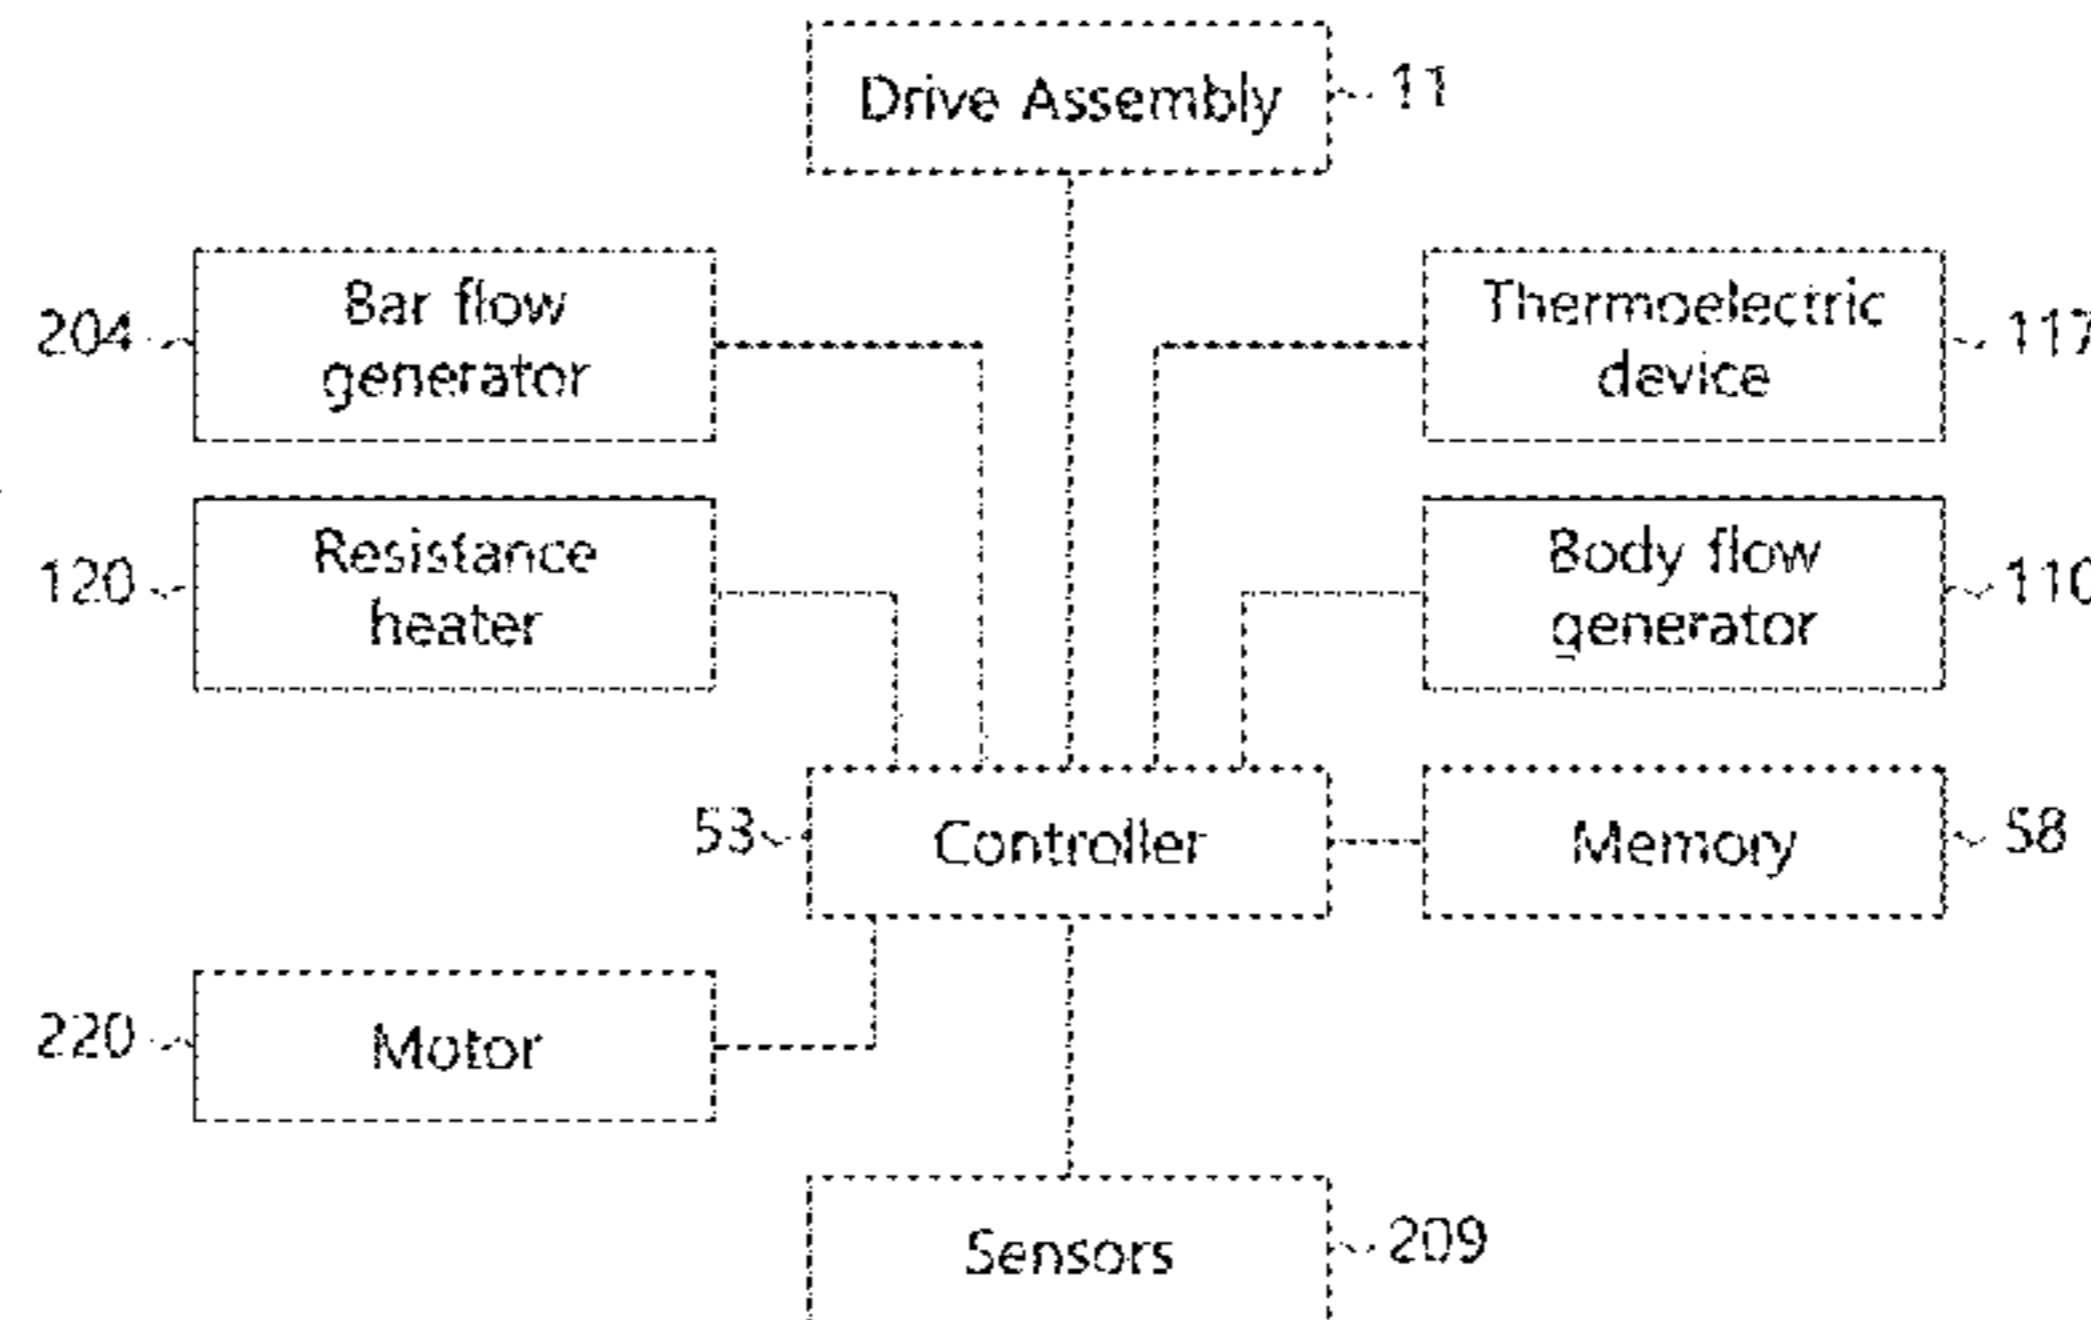 Drive Assembly
11
204
Bar flow
generator
Thermoelectric
device
117
120
Resistance
heater
Body flow
generator
110
53
Controller
Memory
58
220
Motor
Sensors
209